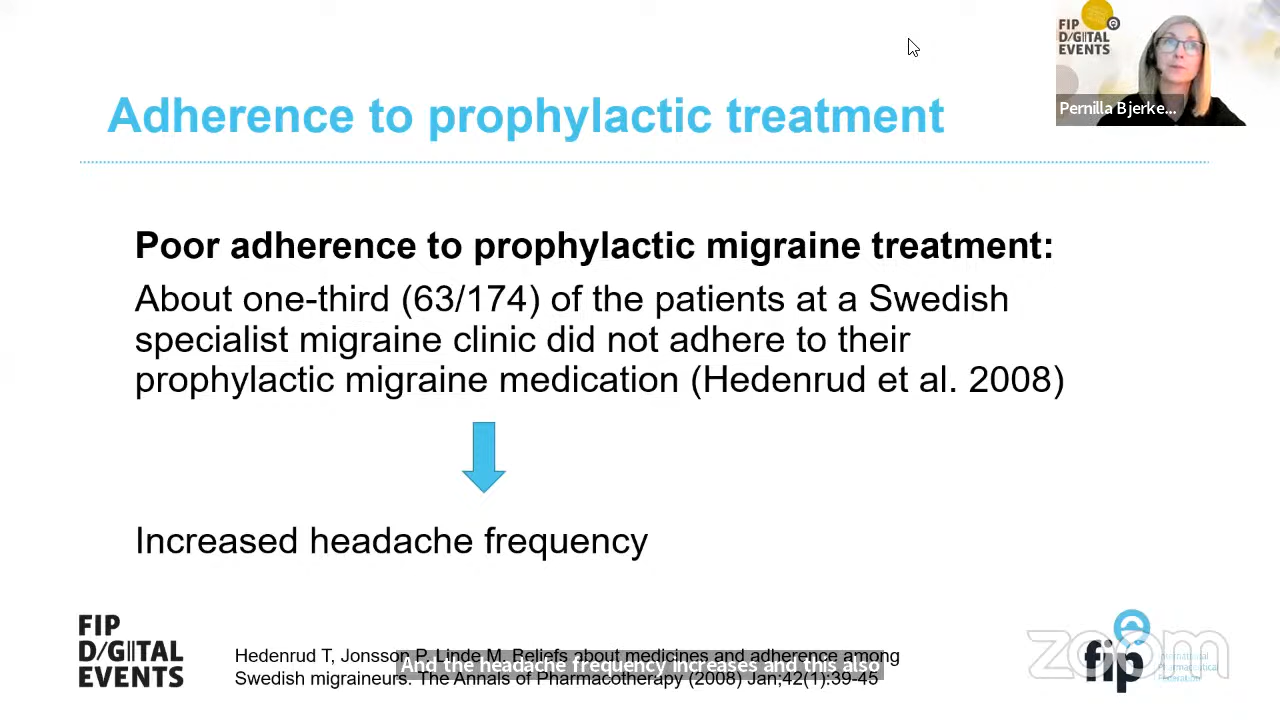 FIP
D/G|TAL
EVENTS
Pernilla Bjerke...
Adherence to prophylactic treatment
Poor adherence to prophylactic migraine treatment:
About one-third (63/174) of the patients at a Swedish
specialist migraine clinic did not adhere to their
prophylactic migraine medication (Hedenrud et al. 2008)
Increased headache frequency
FIP
D/G|TAL
EVENTS
Hedenrud T, Jonsson P, Linde M. Beliefs about medicines and adherence among
Swedish migraineurs. The Annals of Pharmacotherapy (2008) Jan;42(1):39-45
And the headache frequency increases and this also
fip
International
Pharmaceutical
Federation
zoom